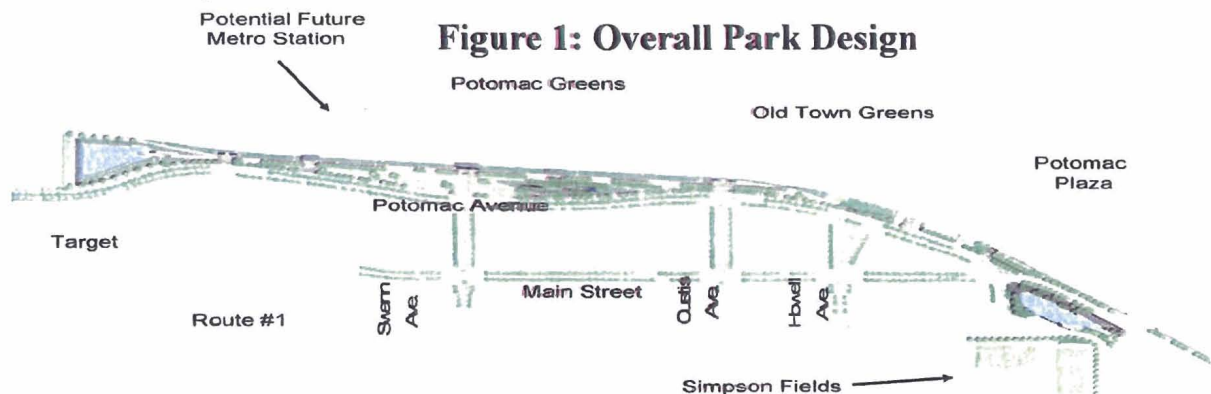 Potential Future
Metro Station
Figure 1: Overall Park Design
Potomac Greens
Old Town Greens
Potomac
Plaza
Potomac Avenue
Target
Swann
Ave.
Main Street
Custis
Ave.
Howell
Ave.
Route #1
Simpson Fields